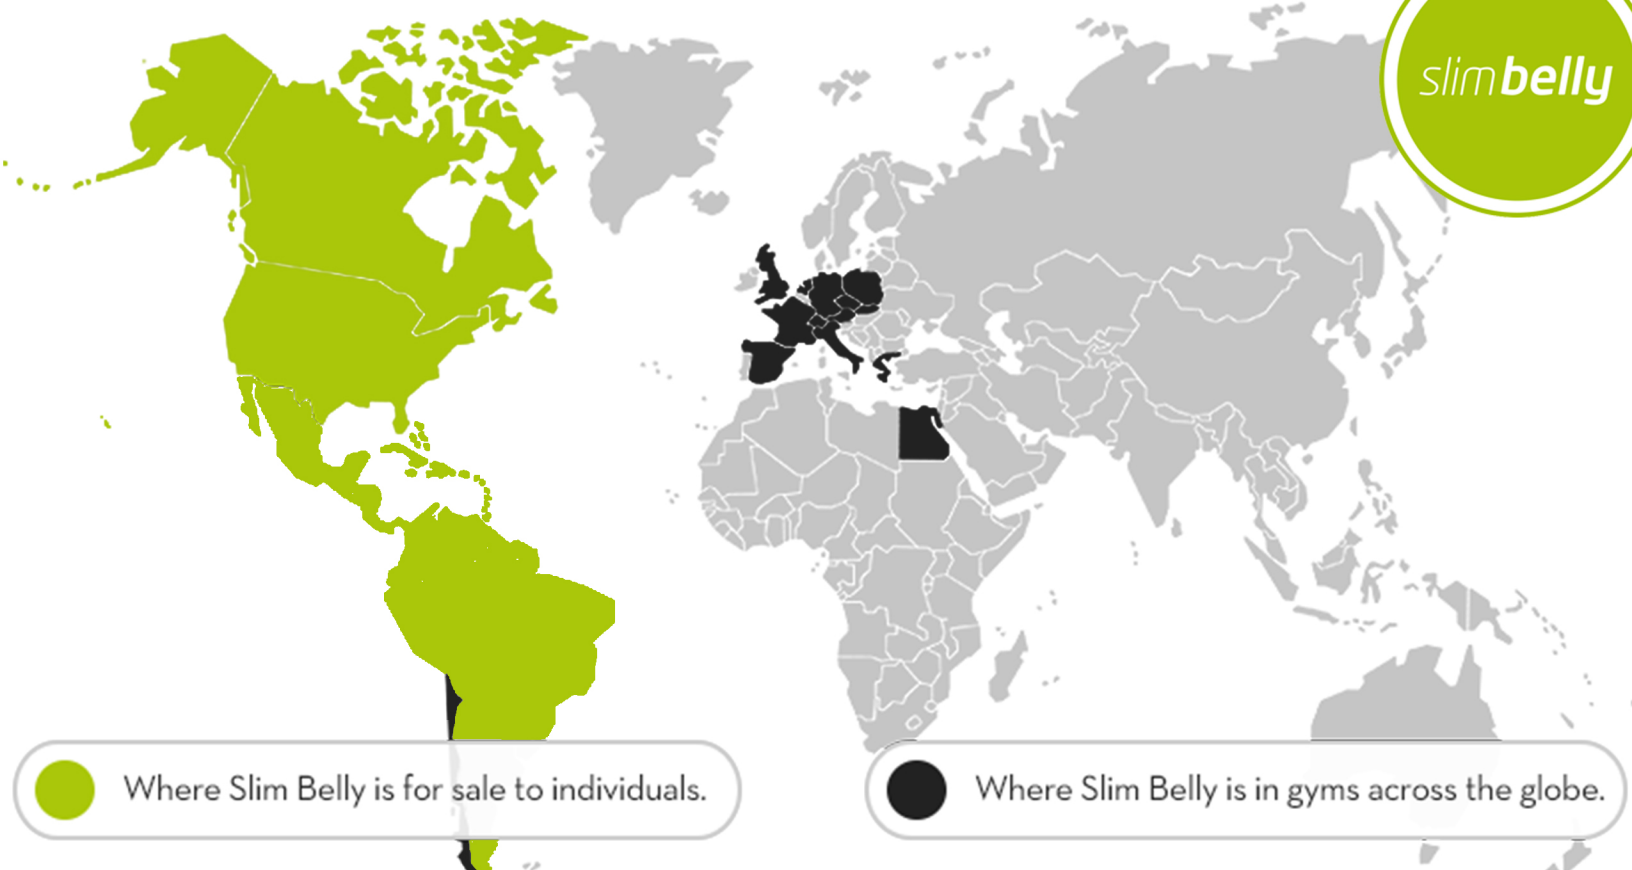 slimbelly
Where Slim Belly is for sale to individuals.
Where Slim Belly is in gyms across the globe.